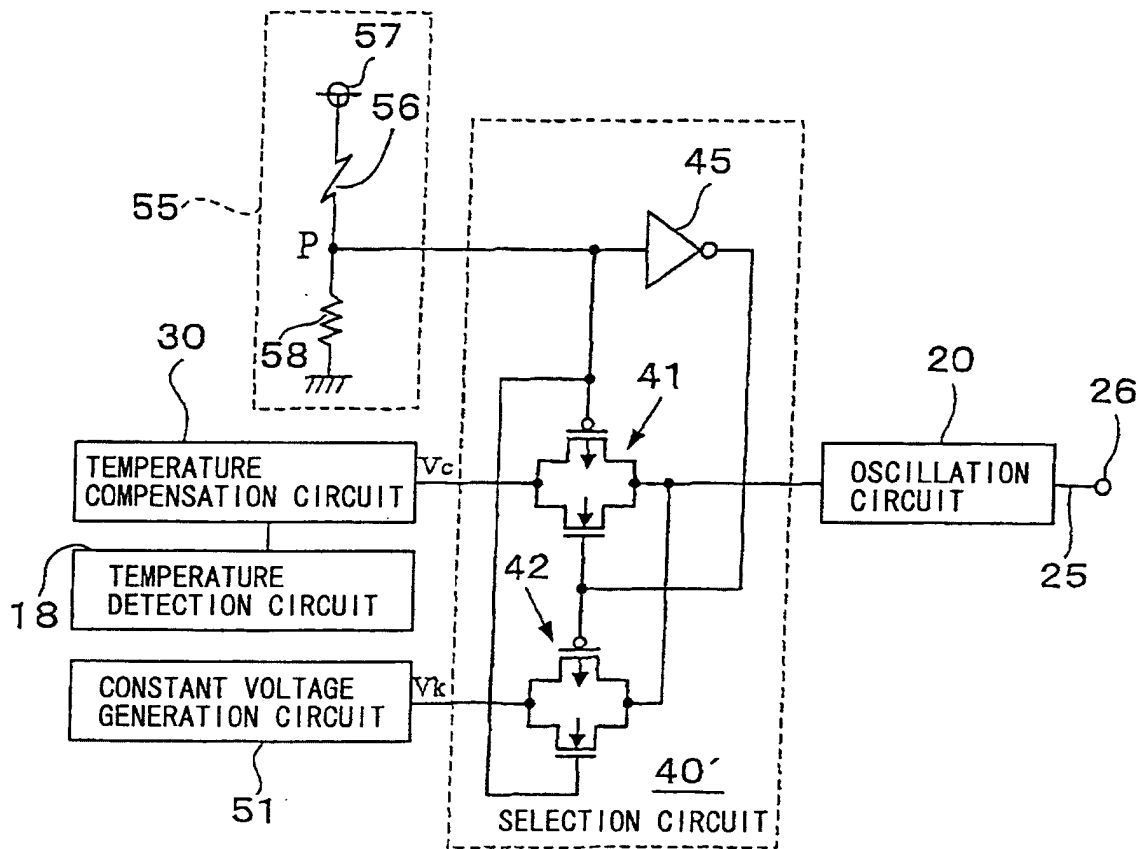 57
56
45
55
P
58
30
41
20
26
TEMPERATURE
COMPENSATION CIRCUIT
Vc
OSCILLATION
CIRCUIT
25
42
18
TEMPERATURE
DETECTION CIRCUIT
CONSTANT VOLTAGE
GENERATION CIRCUIT
Vk
51
40′
SELECTION CIRCUIT